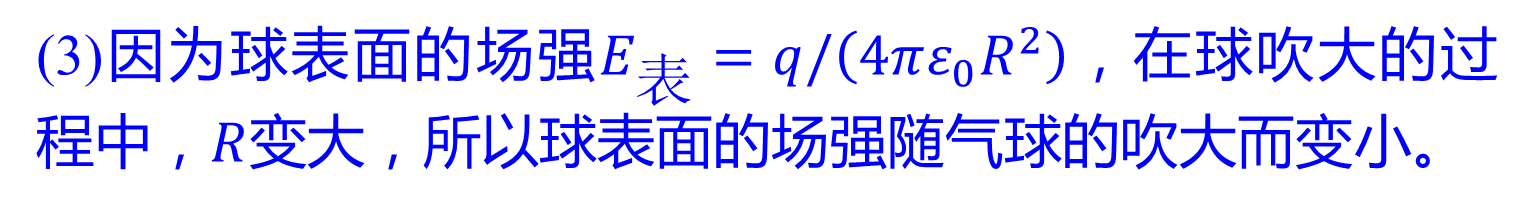 (3)因为球表面的场强𝐸表 = 𝑞/(4𝜋𝜀₀𝑅²)，在球吹大的过
程中，𝑅变大，所以球表面的场强随气球的吹大而变小。